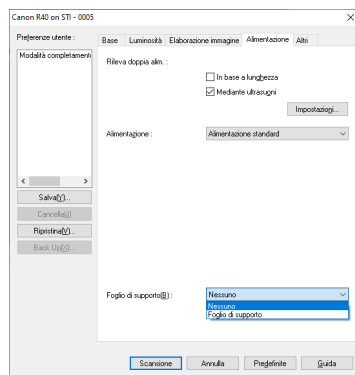 Canon R40 on STI - 0005
Preferenze utente :
Modalità completamente
Salva(Y)...
Cancella(J)
Ripristina(V)...
Back Up(X)...
Base Luminosità Elaborazione immagine Alimentazione Altri
Rileva doppia alim. :
In base a lunghezza
Mediante ultrasuoni
Impostazioni...
Alimentazione : Alimentazione standard
Foglio di supporto(B) : Nessuno
Nessuno
Foglio di supporto
Scansione Annulla Predefinite Guida